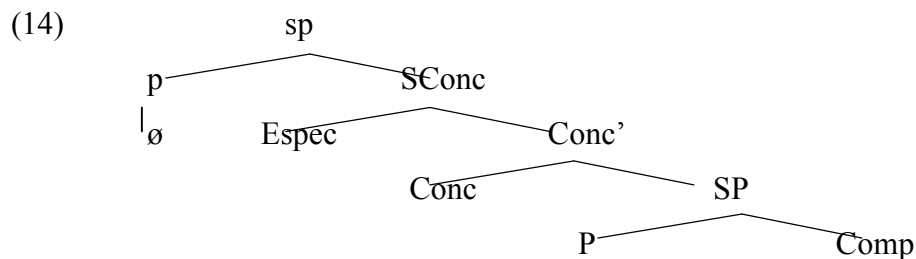 (14) sp
p SConc
ø Espec Conc’
Conc SP
P Comp